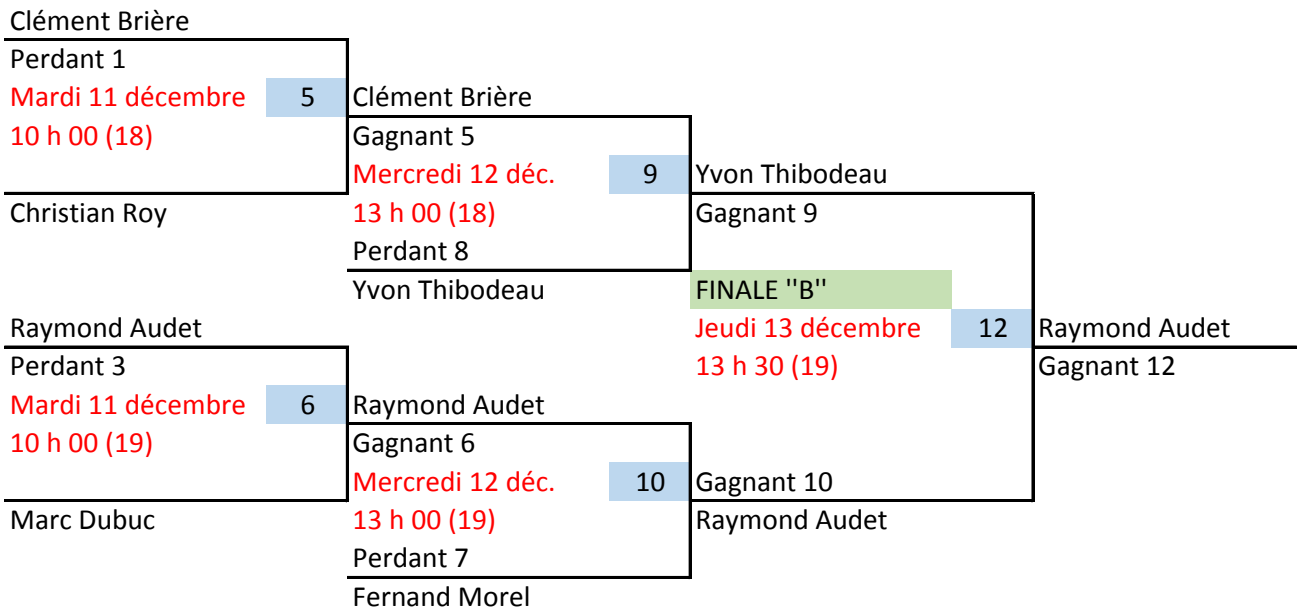 Clément Brière
Perdant 1
Mardi 11 décembre 5 Clément Brière
10 h 00 (18) Gagnant 5
Mercredi 12 déc. 9 Yvon Thibodeau
Christian Roy 13 h 00 (18) Gagnant 9
Perdant 8
Yvon Thibodeau FINALE "B"
Raymond Audet Jeudi 13 décembre 12 Raymond Audet
Perdant 3 13 h 30 (19) Gagnant 12
Mardi 11 décembre 6 Raymond Audet
10 h 00 (19) Gagnant 6
Mercredi 12 déc. 10 Gagnant 10
Marc Dubuc 13 h 00 (19) Raymond Audet
Perdant 7
Fernand Morel